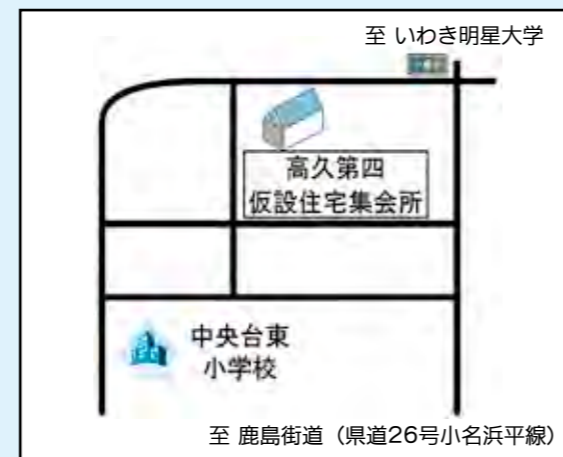 至 いわき明星大学
高久第四
仮設住宅集会所
中央台東
小学校
至 鹿島街道（県道26号小名浜平線）